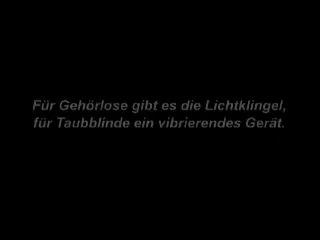 Für Gehörlose gibt es die Lichtklingel,
für Taubblinde ein vibrierendes Gerät.